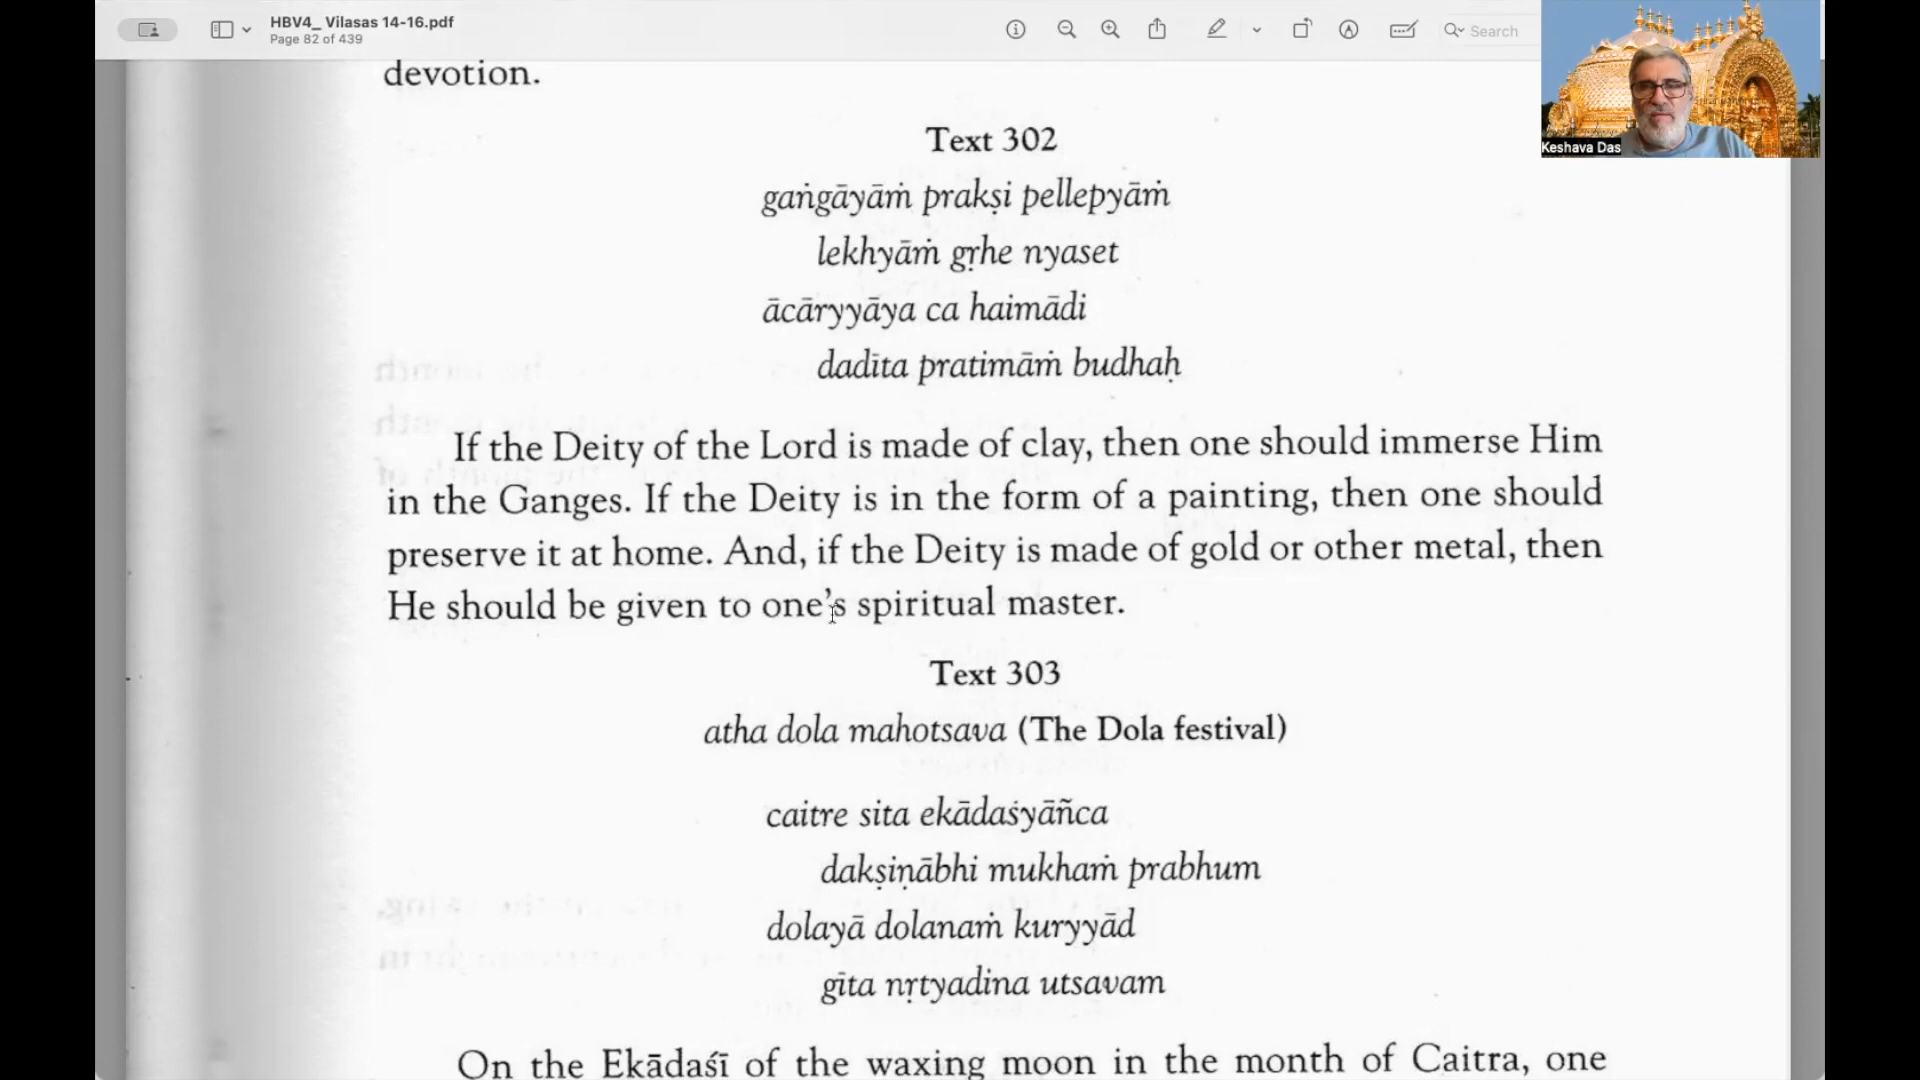 HBV4_ Vilasas 14-16.pdf
Page 82 of 439
Search
Keshava Das
devotion.
Text 302
gaṅgāyāṁ prakṣi pellepyāṁ
lekhyāṁ gṛhe nyaset
ācāryyāya ca haimādi
dadīta pratimāṁ budhaḥ
If the Deity of the Lord is made of clay, then one should immerse Him
in the Ganges. If the Deity is in the form of a painting, then one should
preserve it at home. And, if the Deity is made of gold or other metal, then
He should be given to one's spiritual master.
Text 303
atha dola mahotsava (The Dola festival)
caitre sita ekādaśyāñca
dakṣiṇābhi mukhaṁ prabhum
dolayā dolanaṁ kuryyād
gīta nṛtyadina utsavam
On the Ekādaśī of the waxing moon in the month of Caitra, one